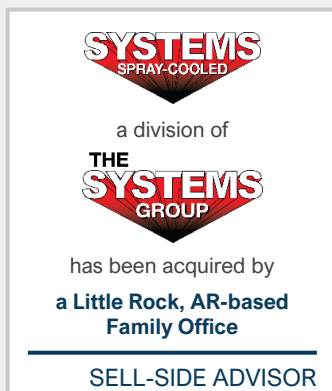 SYSTEMS
SPRAY-COOLED
a division of
THE
SYSTEMS
GROUP
has been acquired by
a Little Rock, AR-based
Family Office
SELL-SIDE ADVISOR